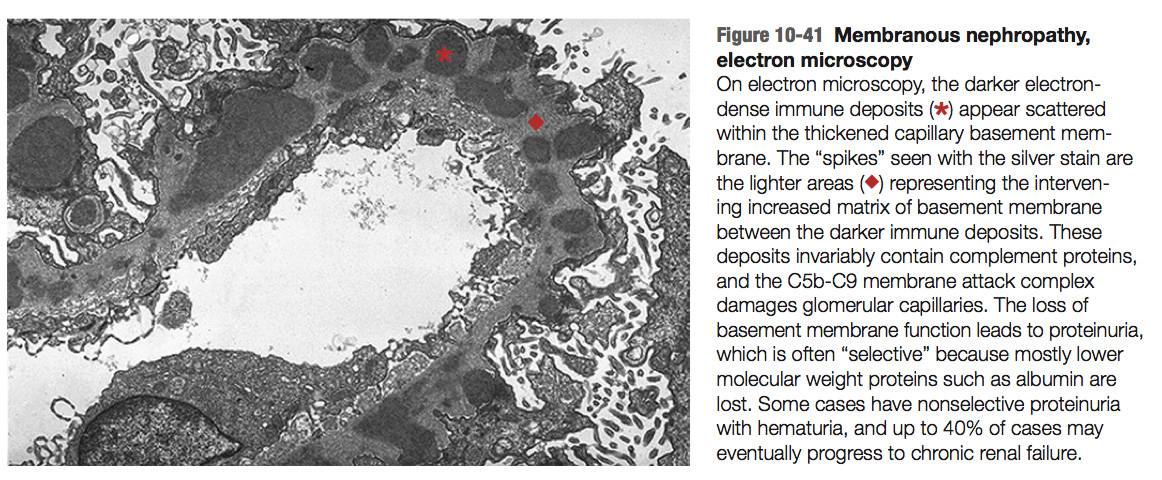 Figure 10-41 Membranous nephropathy,
electron microscopy
On electron microscopy, the darker electron-
dense immune deposits (*) appear scattered
within the thickened capillary basement mem-
brane. The “spikes” seen with the silver stain are
the lighter areas (◆) representing the interven-
ing increased matrix of basement membrane
between the darker immune deposits. These
deposits invariably contain complement proteins,
and the C5b-C9 membrane attack complex
damages glomerular capillaries. The loss of
basement membrane function leads to proteinuria,
which is often “selective” because mostly lower
molecular weight proteins such as albumin are
lost. Some cases have nonselective proteinuria
with hematuria, and up to 40% of cases may
eventually progress to chronic renal failure.